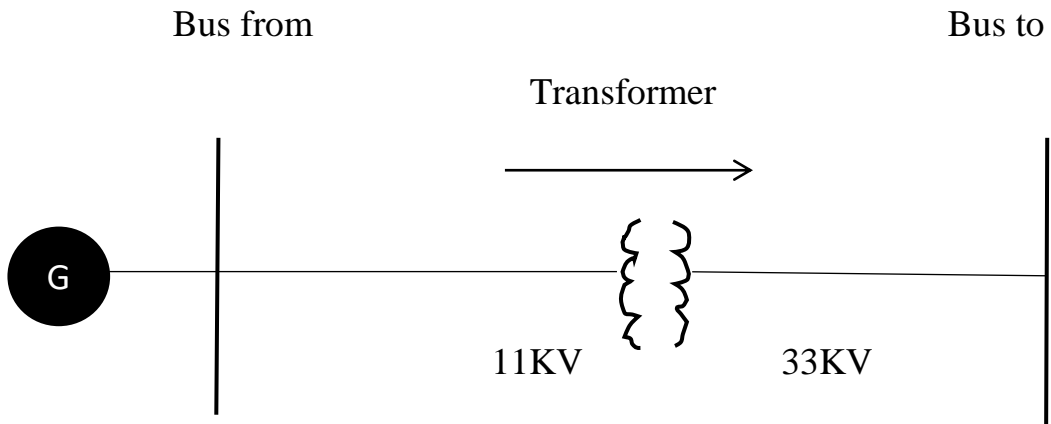 Bus from
Bus to
Transformer
G
11KV
33KV